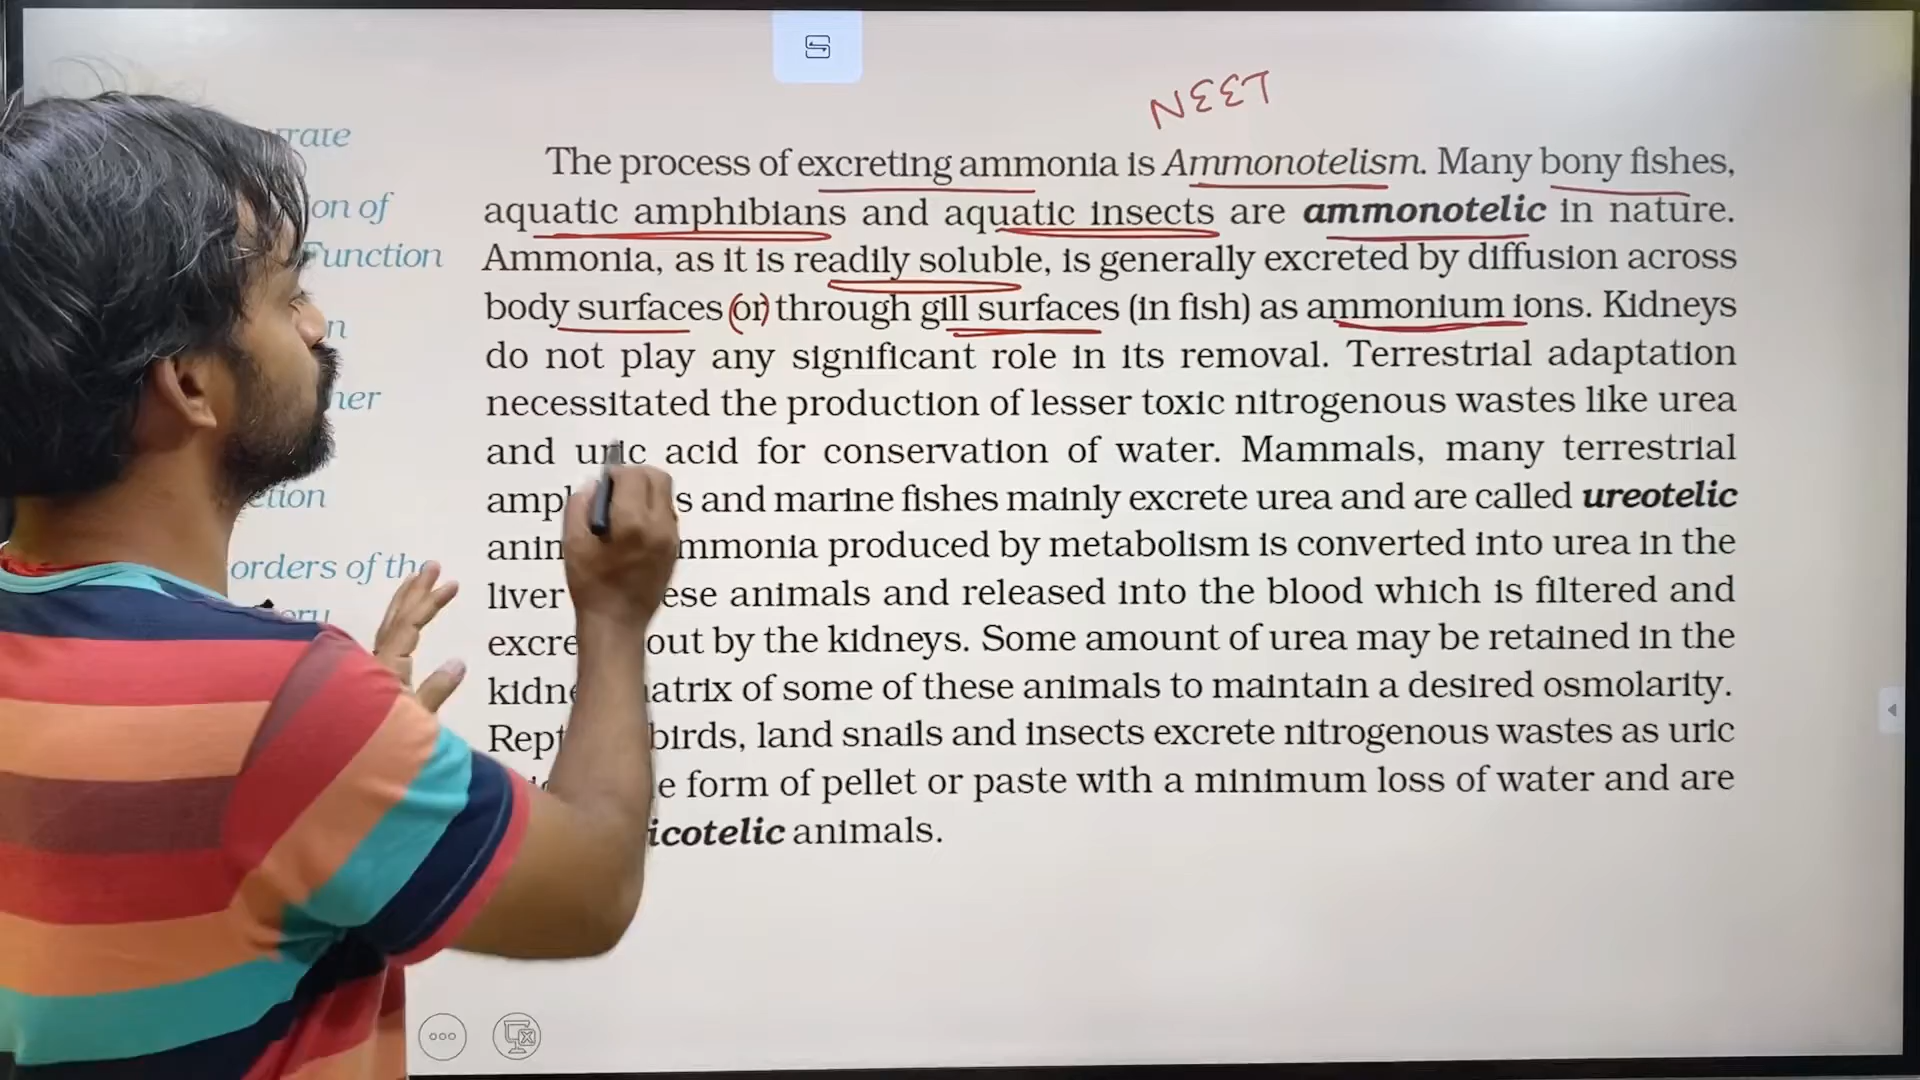 NEET
rate
The process of excreting ammonia is Ammonotelism. Many bony fishes,
ion of
aquatic amphibians and aquatic insects are ammonotelic in nature.
Function
Ammonia, as it is readily soluble, is generally excreted by diffusion across
n
body surfaces (or) through gill surfaces (in fish) as ammonium ions. Kidneys
do not play any significant role in its removal. Terrestrial adaptation
her
necessitated the production of lesser toxic nitrogenous wastes like urea
and uric acid for conservation of water. Mammals, many terrestrial
etion
amp s and marine fishes mainly excrete urea and are called ureotelic
orders of the
anim mmonia produced by metabolism is converted into urea in the
ory
liver ese animals and released into the blood which is filtered and
excre out by the kidneys. Some amount of urea may be retained in the
kidne atrix of some of these animals to maintain a desired osmolarity.
Rept birds, land snails and insects excrete nitrogenous wastes as uric
e form of pellet or paste with a minimum loss of water and are
icotelic animals.